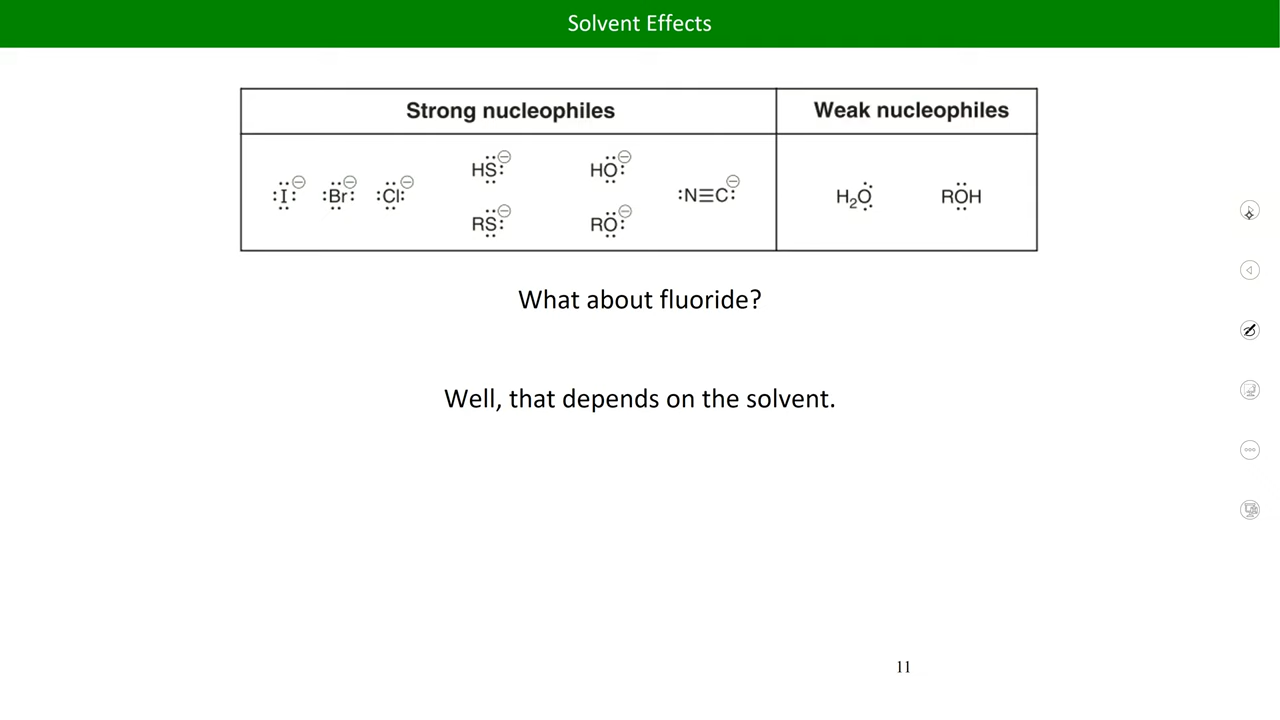 Solvent Effects
Strong nucleophiles Weak nucleophiles
:I:⊖ :Br:⊖ :Cl:⊖ HS:⊖ HO:⊖ :N≡C:⊖ H₂O ROH
RS:⊖ RO:⊖
What about fluoride?
Well, that depends on the solvent.
11